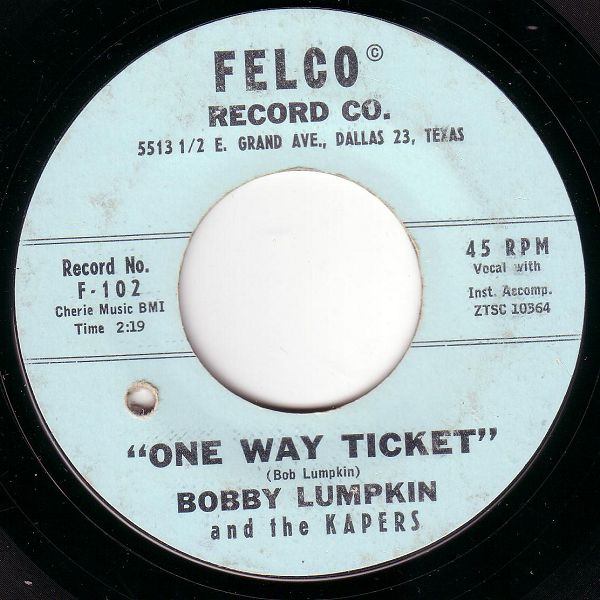 FELCO ©
RECORD CO.
5513 1/2 E. GRAND AVE., DALLAS 23, TEXAS
Record No.
F-102
Cherie Music BMI
Time 2:19
45 RPM
Vocal with
Inst. Accomp.
ZTSC 10364
"ONE WAY TICKET"
(Bob Lumpkin)
BOBBY LUMPKIN
and the KAPERS